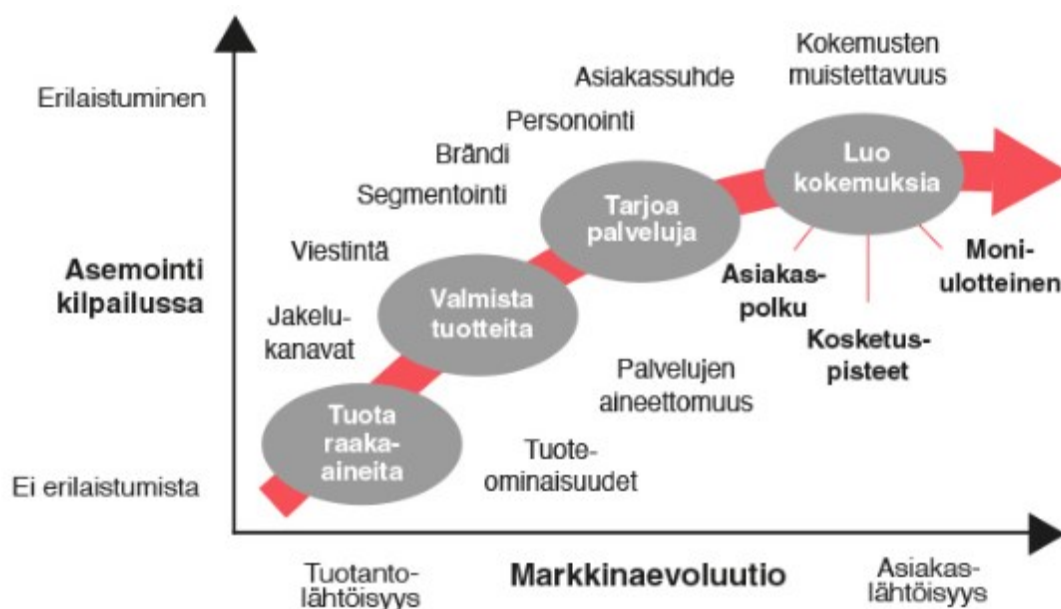 Kokemusten
muistettavuus
Asiakassuhde
Erilaistuminen
Personointi
Brändi
Luo
kokemuksia
Segmentointi
Tarjoa
palveluja
Viestintä
Asemointi
kilpailussa
Asiakas-
polku
Moni-
ulotteinen
Valmista
tuotteita
Jakelu-
kanavat
Kosketus-
pisteet
Palvelujen
aineettomuus
Tuota
raaka-
aineita
Tuote-
ominaisuudet
Ei erilaistumista
Tuotanto-
lähtöisyys
Markkinaevoluutio
Asiakas-
lähtöisyys